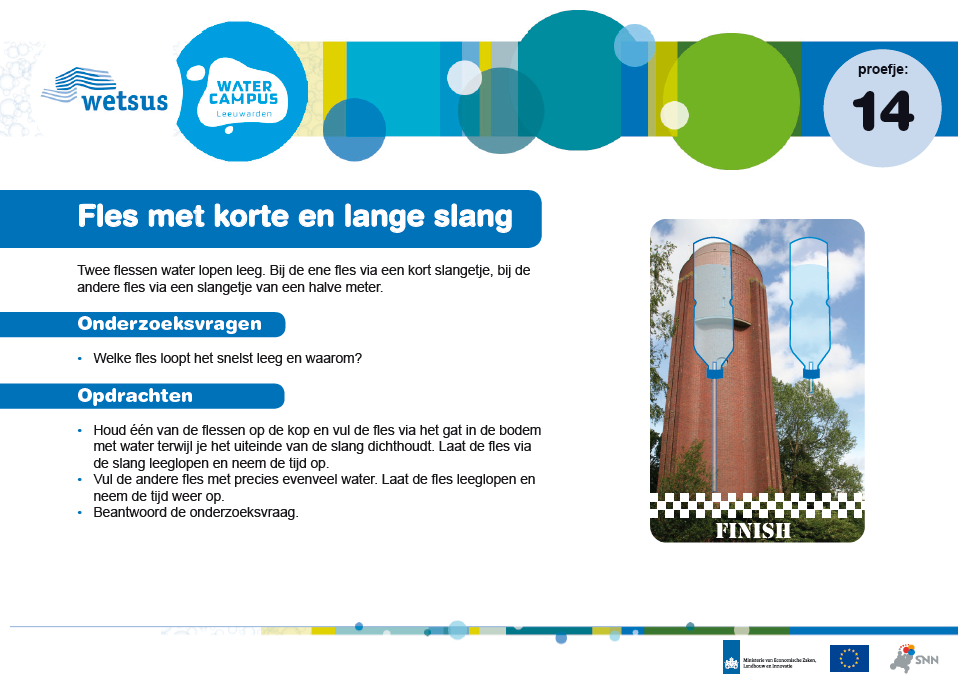 wetsus
WATER
CAMPUS
Leeuwarden
proefje:
14
Fles met korte en lange slang
Twee flessen water lopen leeg. Bij de ene fles via een kort slangetje, bij de
andere fles via een slangetje van een halve meter.
Onderzoeksvragen
• Welke fles loopt het snelst leeg en waarom?
Opdrachten
• Houd één van de flessen op de kop en vul de fles via het gat in de bodem
met water terwijl je het uiteinde van de slang dichthoudt. Laat de fles via
de slang leeglopen en neem de tijd op.
• Vul de andere fles met precies evenveel water. Laat de fles leeglopen en
neem de tijd weer op.
• Beantwoord de onderzoeksvraag.
FINISH
Ministerie van Economische Zaken,
Landbouw en Innovatie
SNN